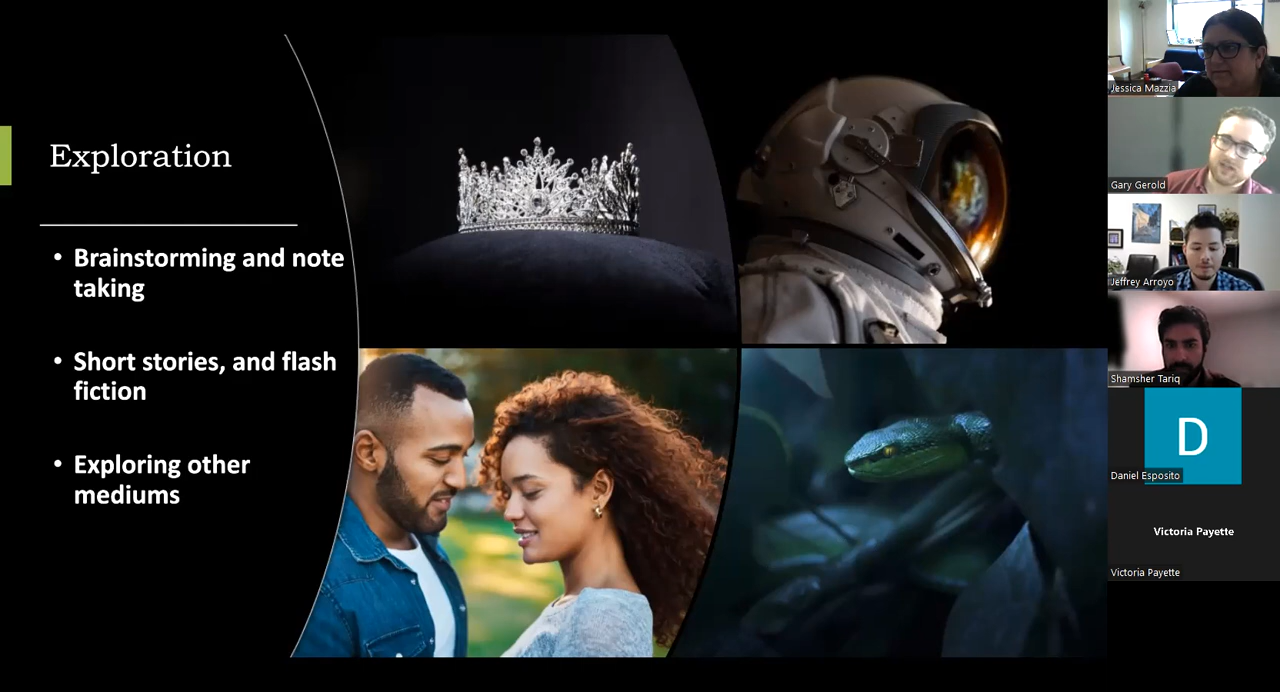 Exploration
• Brainstorming and note
taking
• Short stories, and flash
fiction
• Exploring other
mediums
Jessica Mazzia
Gary Gerold
Jeffrey Arroyo
Shamsher Tariq
D
Daniel Esposito
Victoria Payette
Victoria Payette